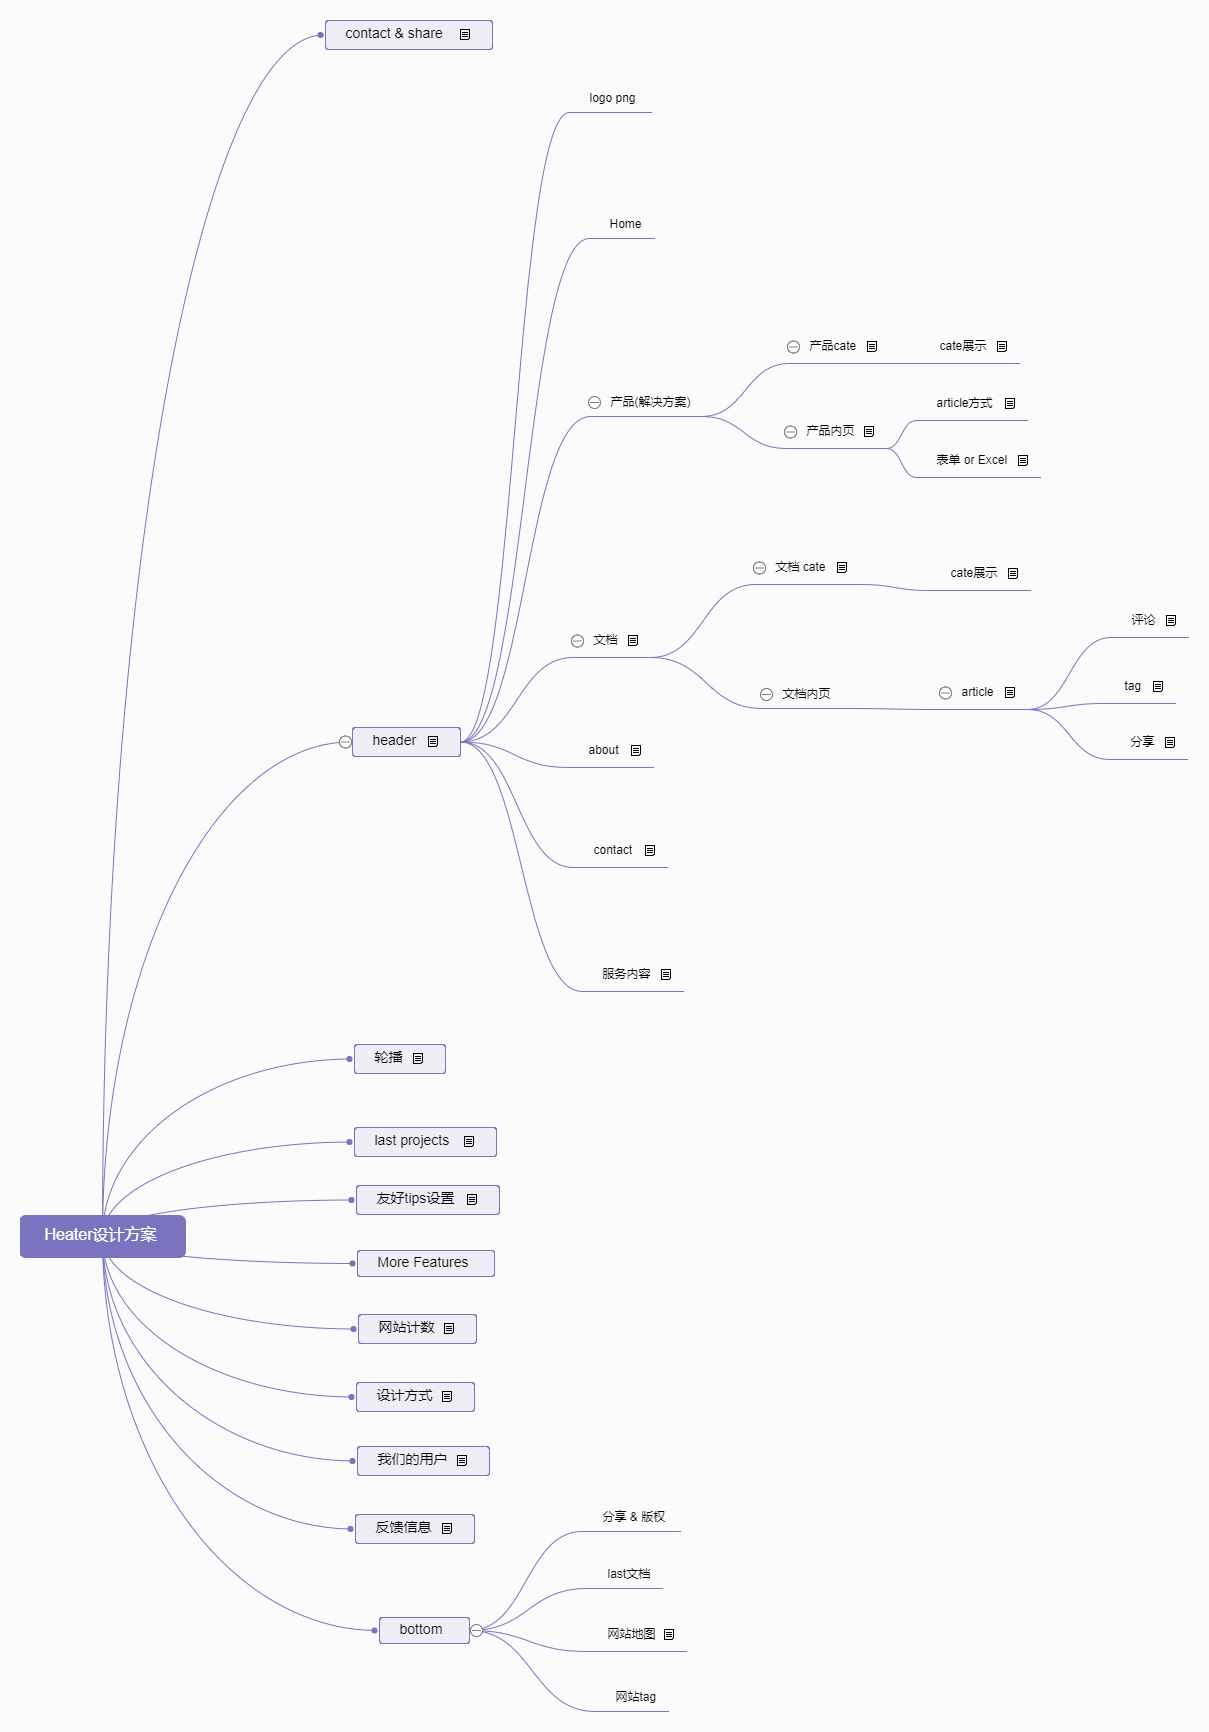 contact & share
logo png
Home
产品cate
cate展示
产品(解决方案)
article方式
产品内页
表单 or Excel
文档 cate
cate展示
文档
评论
文档内页
article
tag
分享
header
about
contact
服务内容
轮播
last projects
友好tips设置
Heater设计方案
More Features
网站计数
设计方式
我们的用户
反馈信息
分享 & 版权
last文档
bottom
网站地图
网站tag